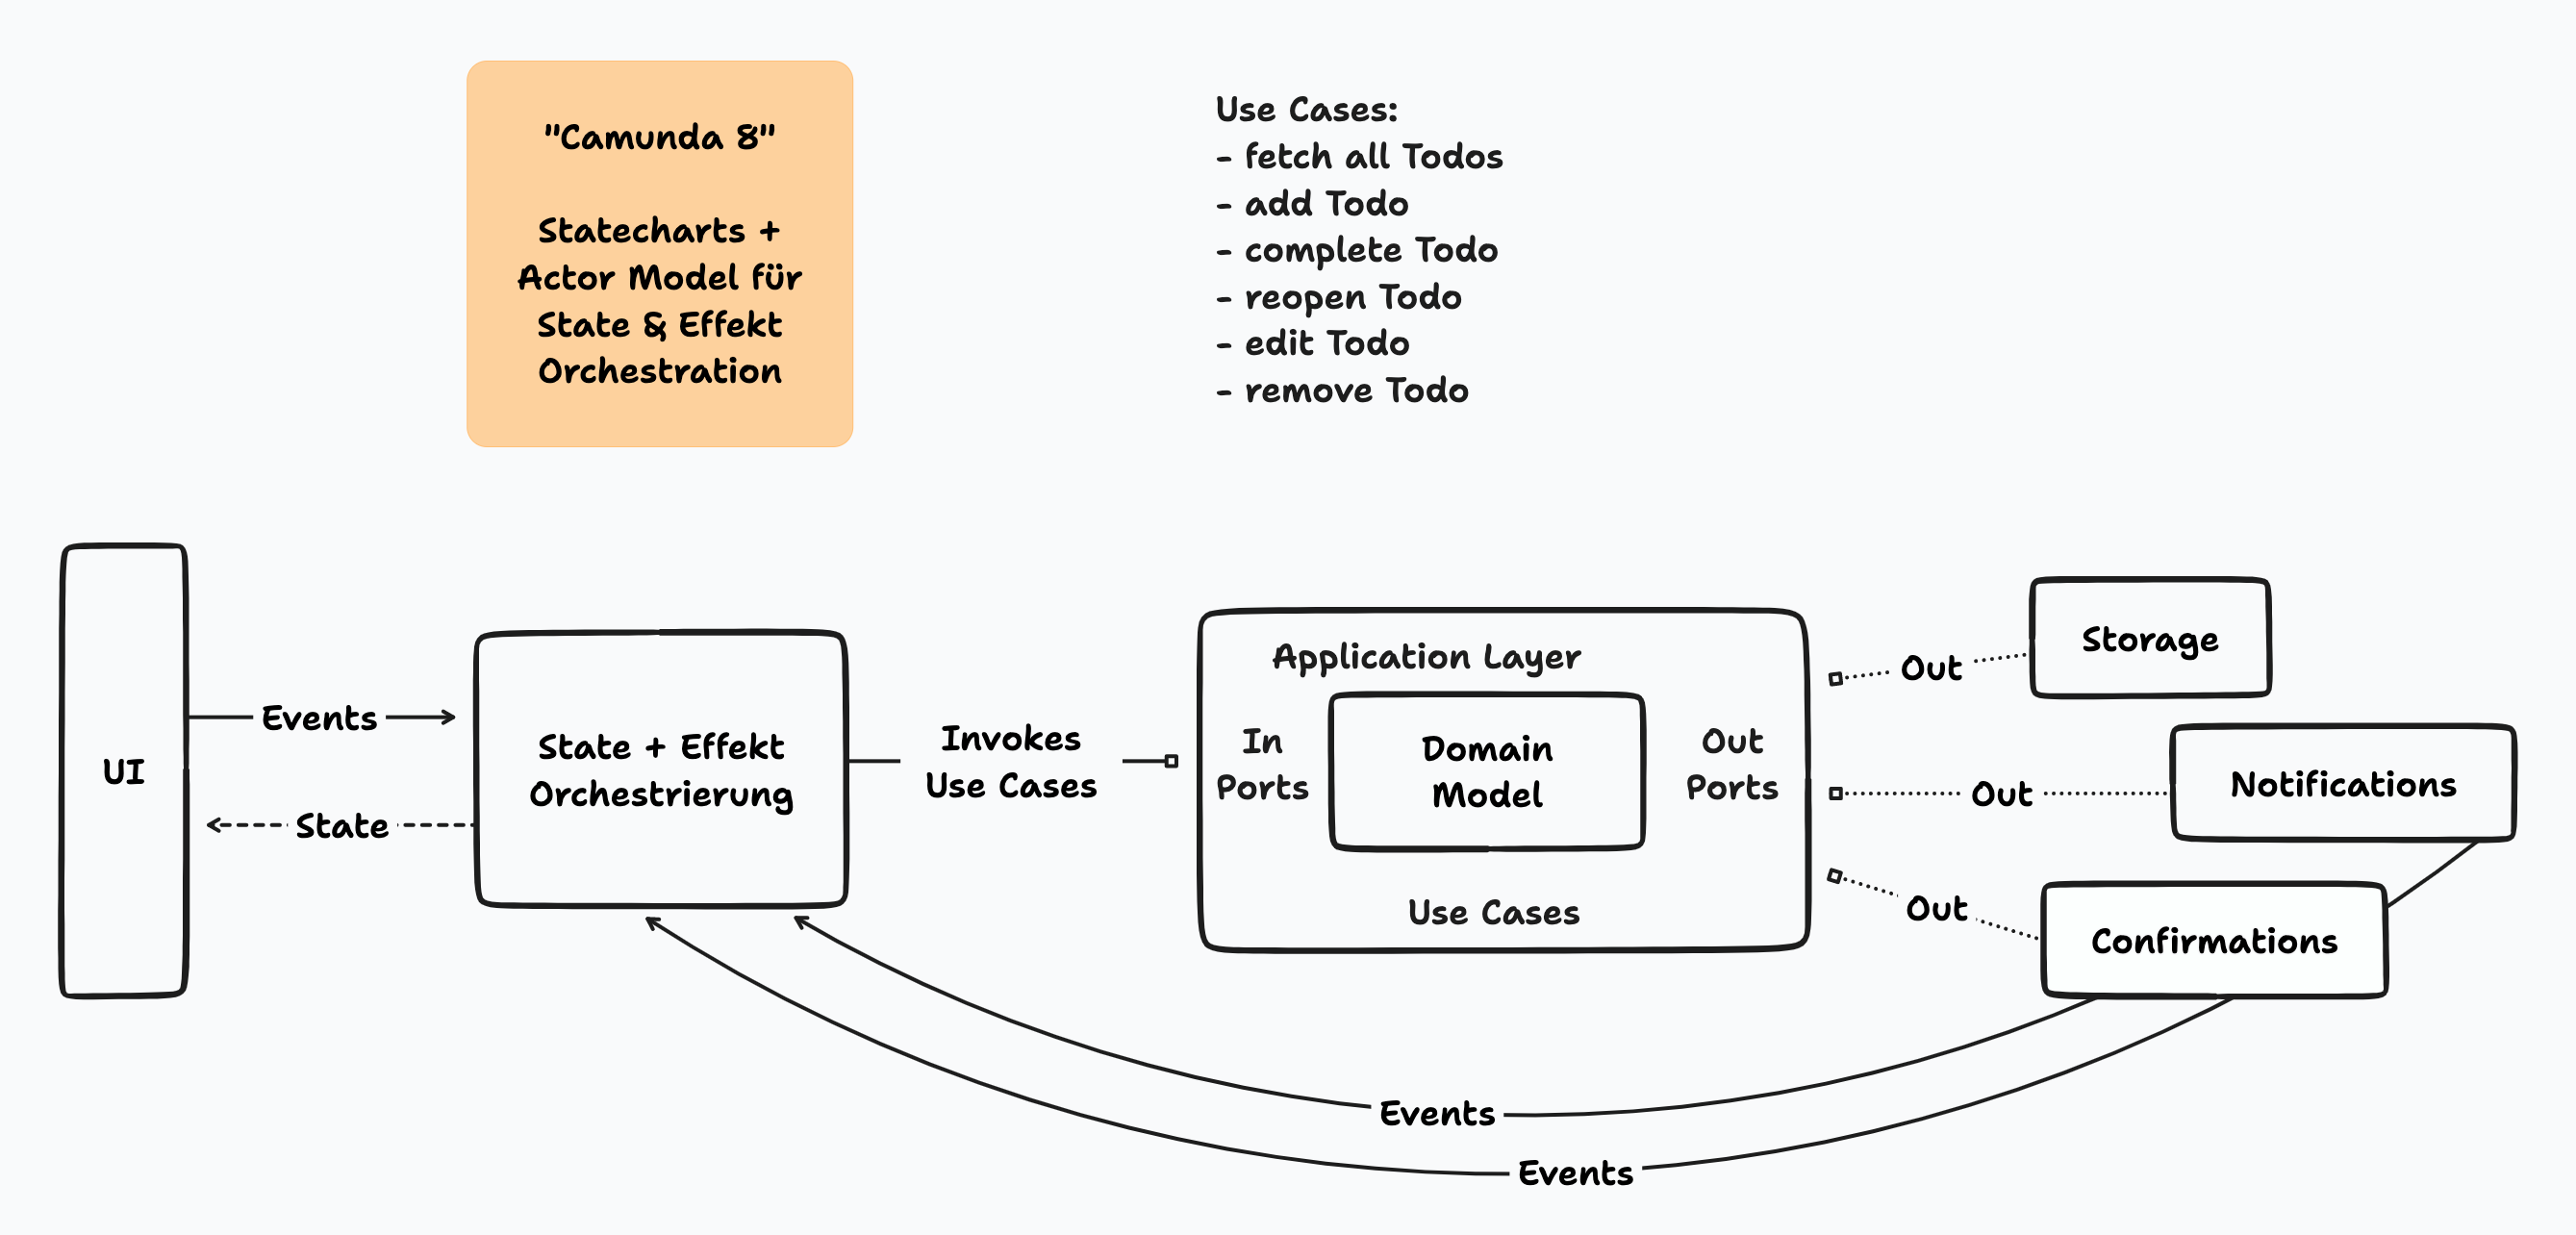 "Camunda 8"
Statecharts +
Actor Model für
State & Effekt
Orchestration
Use Cases:
- fetch all Todos
- add Todo
- complete Todo
- reopen Todo
- edit Todo
- remove Todo
UI
Events
State
State + Effekt
Orchestrierung
Invokes
Use Cases
Application Layer
In
Ports
Domain
Model
Out
Ports
Use Cases
Out
Storage
Out
Notifications
Out
Confirmations
Events
Events